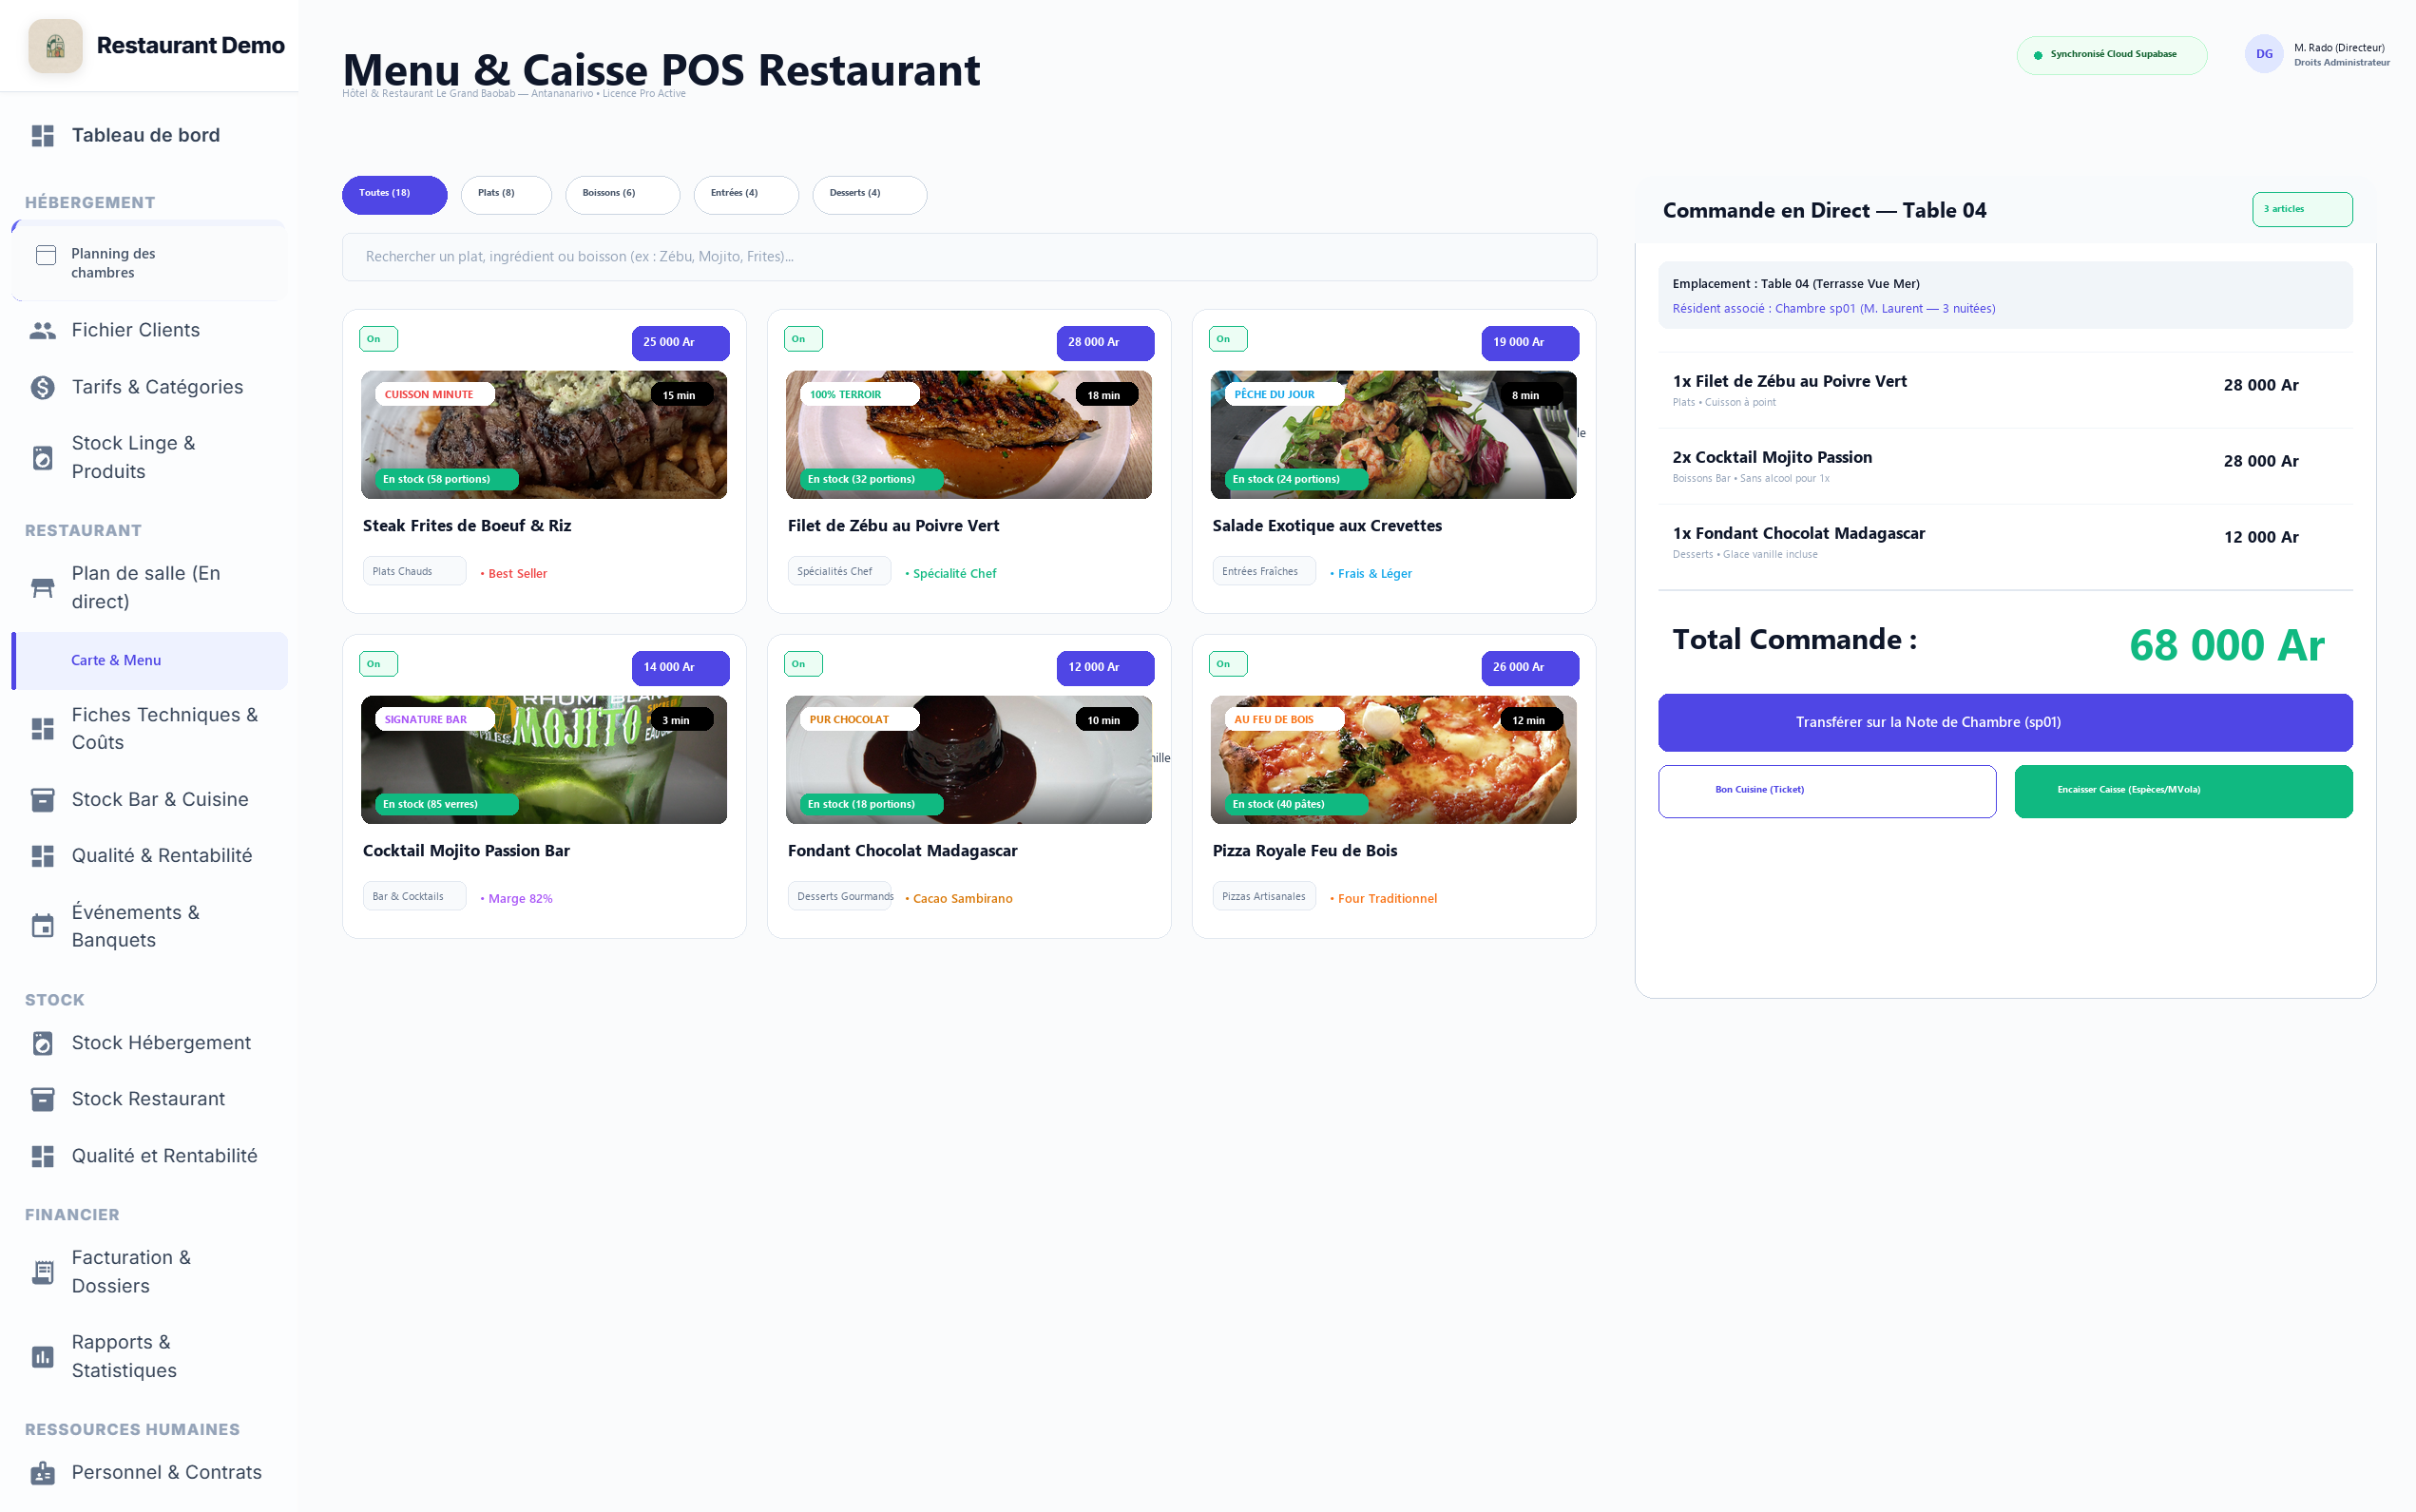 Restaurant Demo
Tableau de bord
HÉBERGEMENT
Planning des
chambres
Fichier Clients
Tarifs & Catégories
Stock Linge &
Produits
RESTAURANT
Plan de salle (En
direct)
Carte & Menu
Fiches Techniques &
Coûts
Stock Bar & Cuisine
Qualité & Rentabilité
Événements &
Banquets
STOCK
Stock Hébergement
Stock Restaurant
Qualité et Rentabilité
FINANCIER
Facturation &
Dossiers
Rapports &
Statistiques
RESSOURCES HUMAINES
Personnel & Contrats
Menu & Caisse POS Restaurant
Hôtel & Restaurant Le Grand Baobab — Antananarivo • Licence Pro Active
Synchronisé Cloud Supabase
DG
M. Rado (Directeur)
Droits Administrateur
Toutes (18)
Plats (8)
Boissons (6)
Entrées (4)
Desserts (4)
Rechercher un plat, ingrédient ou boisson (ex : Zébu, Mojito, Frites)...
On
25 000 Ar
CUISSON MINUTE
15 min
En stock (58 portions)
Steak Frites de Boeuf & Riz
Plats Chauds
• Best Seller
On
28 000 Ar
100% TERROIR
18 min
En stock (32 portions)
Filet de Zébu au Poivre Vert
Spécialités Chef
• Spécialité Chef
On
19 000 Ar
PÊCHE DU JOUR
8 min
le
En stock (24 portions)
Salade Exotique aux Crevettes
Entrées Fraîches
• Frais & Léger
On
14 000 Ar
RHUM BLANC
SIGNATURE BAR
MOJITO
3 min
En stock (85 verres)
Cocktail Mojito Passion Bar
Bar & Cocktails
• Marge 82%
On
12 000 Ar
PUR CHOCOLAT
10 min
nille
En stock (18 portions)
Fondant Chocolat Madagascar
Desserts Gourmands
• Cacao Sambirano
On
26 000 Ar
AU FEU DE BOIS
12 min
En stock (40 pâtes)
Pizza Royale Feu de Bois
Pizzas Artisanales
• Four Traditionnel
Commande en Direct — Table 04
3 articles
Emplacement : Table 04 (Terrasse Vue Mer)
Résident associé : Chambre sp01 (M. Laurent — 3 nuitées)
1x Filet de Zébu au Poivre Vert
28 000 Ar
Plats • Cuisson à point
2x Cocktail Mojito Passion
28 000 Ar
Boissons Bar • Sans alcool pour 1x
1x Fondant Chocolat Madagascar
12 000 Ar
Desserts • Glace vanille incluse
Total Commande :
68 000 Ar
Transférer sur la Note de Chambre (sp01)
Bon Cuisine (Ticket)
Encaisser Caisse (Espèces/MVola)